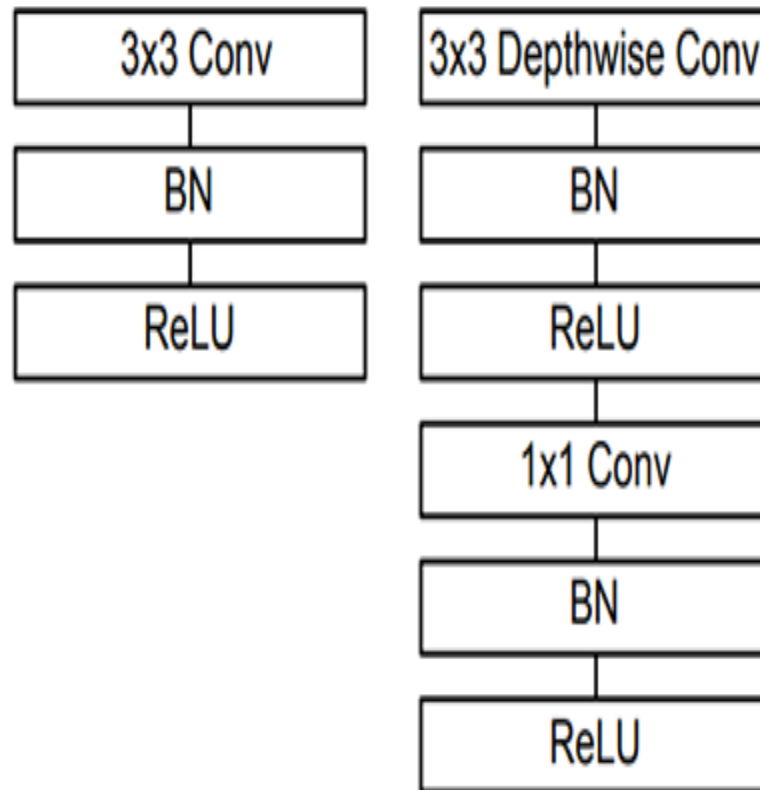 3x3 Conv
BN
ReLU
3x3 Depthwise Conv
BN
ReLU
1x1 Conv
BN
ReLU